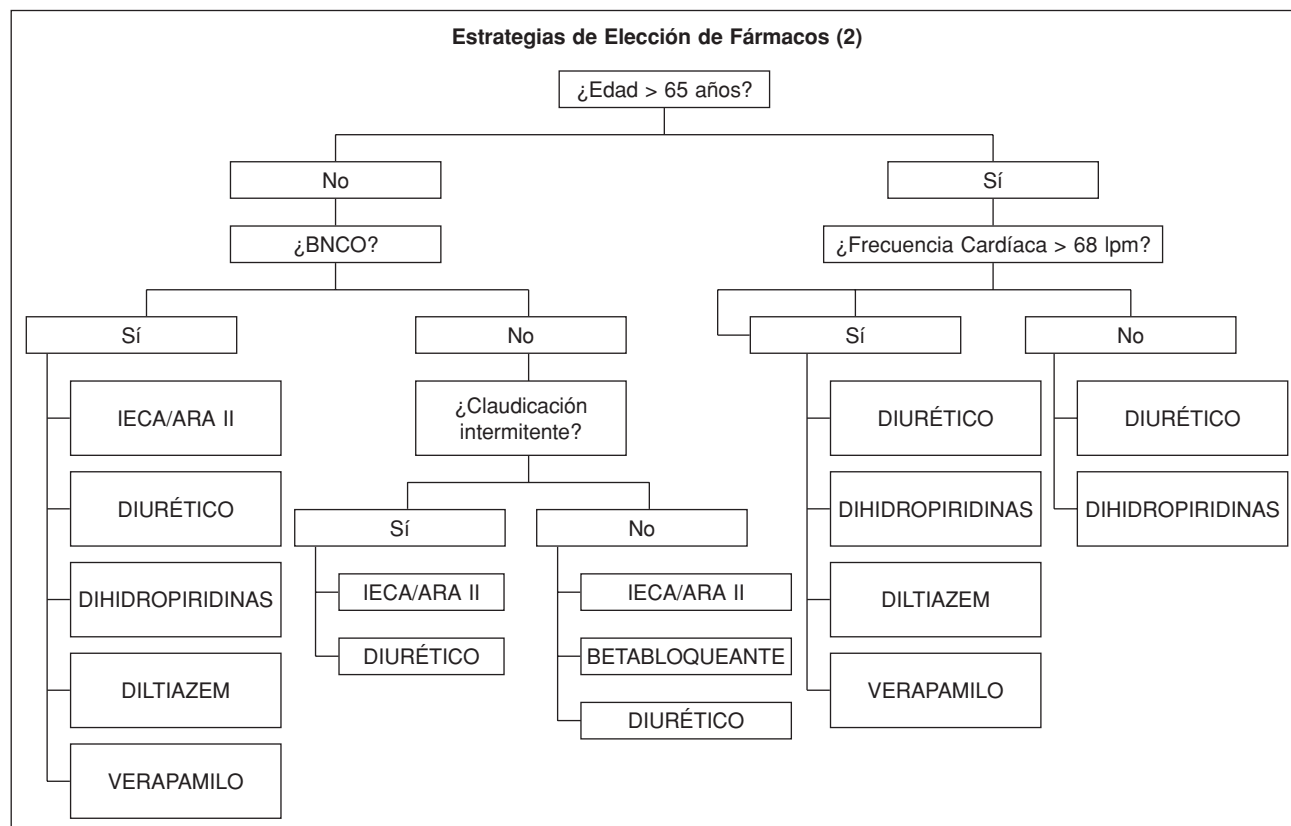 Estrategias de Elección de Fármacos (2)
¿Edad > 65 años?
No
Sí
¿BNCO?
¿Frecuencia Cardíaca > 68 lpm?
Sí
No
Sí
No
IECA/ARA II
¿Claudicación
intermitente?
DIURÉTICO
DIURÉTICO
DIURÉTICO
DIHIDROPIRIDINAS
DIHIDROPIRIDINAS
Sí
No
DIHIDROPIRIDINAS
IECA/ARA II
IECA/ARA II
DILTIAZEM
DIURÉTICO
BETABLOQUEANTE
DILTIAZEM
VERAPAMILO
DIURÉTICO
VERAPAMILO